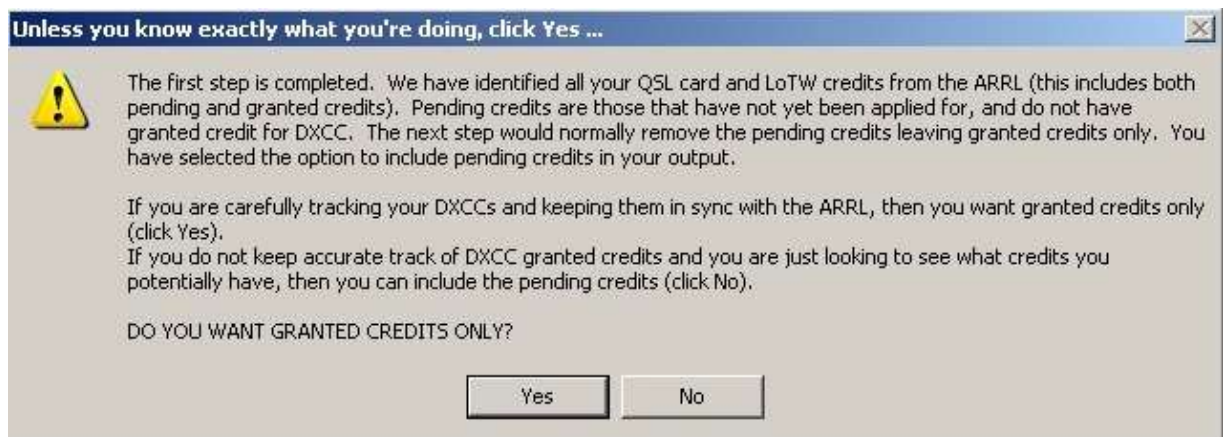 Unless you know exactly what you're doing, click Yes ...
The first step is completed.  We have identified all your QSL card and LoTW credits from the ARRL (this includes both
pending and granted credits).  Pending credits are those that have not yet been applied for, and do not have
granted credit for DXCC.  The next step would normally remove the pending credits leaving granted credits only.  You
have selected the option to include pending credits in your output.
If you are carefully tracking your DXCCs and keeping them in sync with the ARRL, then you want granted credits only
(click Yes).
If you do not keep accurate track of DXCC granted credits and you are just looking to see what credits you
potentially have, then you can include the pending credits (click No).
DO YOU WANT GRANTED CREDITS ONLY?
Yes
No